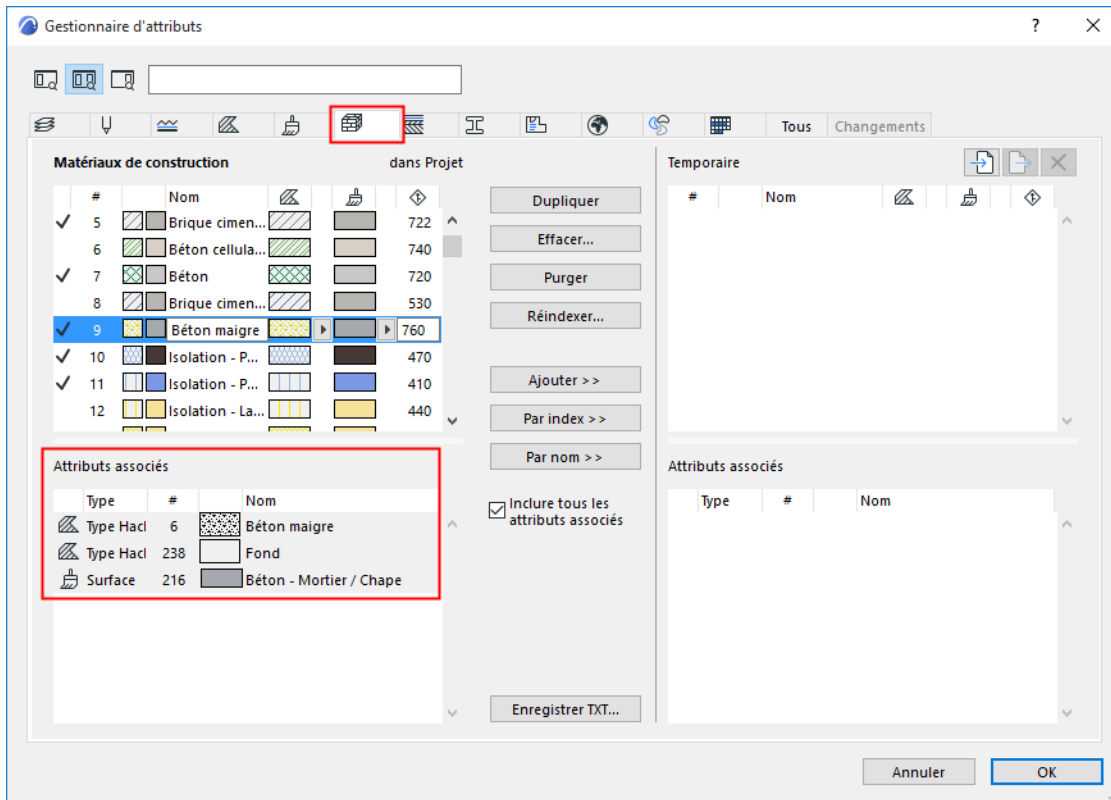 Gestionnaire d'attributs
?
Tous
Changements
Matériaux de construction
dans Projet
# Nom
5 Brique cimen... 722
6 Béton cellula... 740
7 Béton 720
8 Brique cimen... 530
9 Béton maigre 760
10 Isolation - P... 470
11 Isolation - P... 410
12 Isolation - La... 440
Attributs associés
Type # Nom
Type Hacl 6 Béton maigre
Type Hacl 238 Fond
Surface 216 Béton - Mortier / Chape
Dupliquer
Effacer...
Purger
Réindexer...
Ajouter >>
Par index >>
Par nom >>
Inclure tous les
attributs associés
Enregistrer TXT...
Temporaire
# Nom
Attributs associés
Type # Nom
Annuler
OK